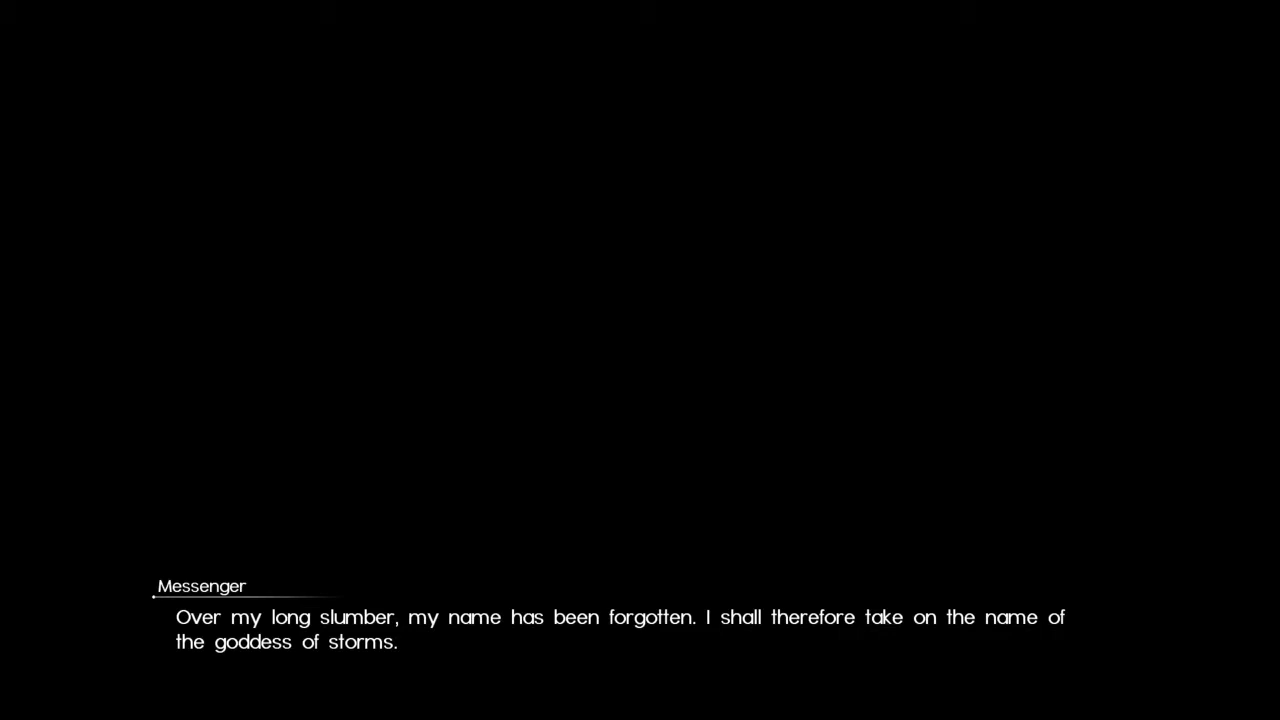 Messenger
Over my long slumber, my name has been forgotten. I shall therefore take on the name of
the goddess of storms.